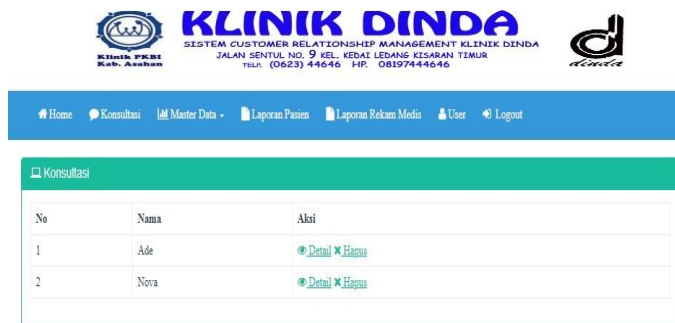 KLINIK DINDA
SISTEM CUSTOMER RELATIONSHIP MANAGEMENT KLINIK DINDA
JALAN SENTUL NO. 9 KEL. KEDAI LEDANG KISARAN TIMUR
TELP. (0623) 44646 HP. 08197444646
Klinik PKBI
Kab. Asahan
dinda
Home Konsultasi Master Data Laporan Pasien Laporan Rekam Medis User Logout
Konsultasi
No Nama Aksi
1 Ade Detail Hapus
2 Nova Detail Hapus